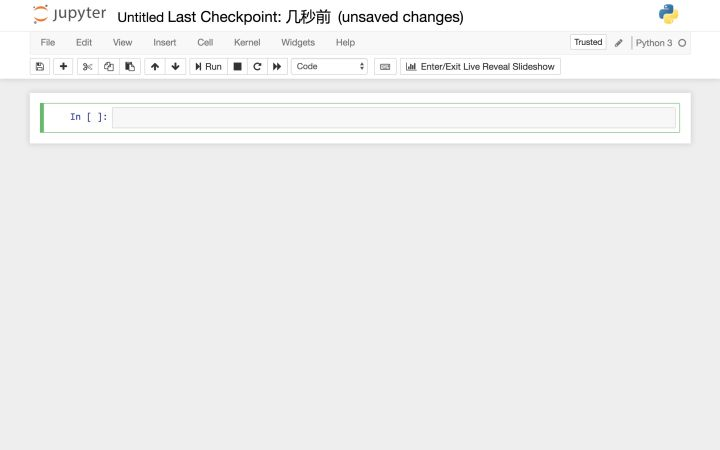 jupyter Untitled Last Checkpoint: 几秒前 (unsaved changes)
File Edit View Insert Cell Kernel Widgets Help Trusted Python 3
Run Code Enter/Exit Live Reveal Slideshow
In [ ]: